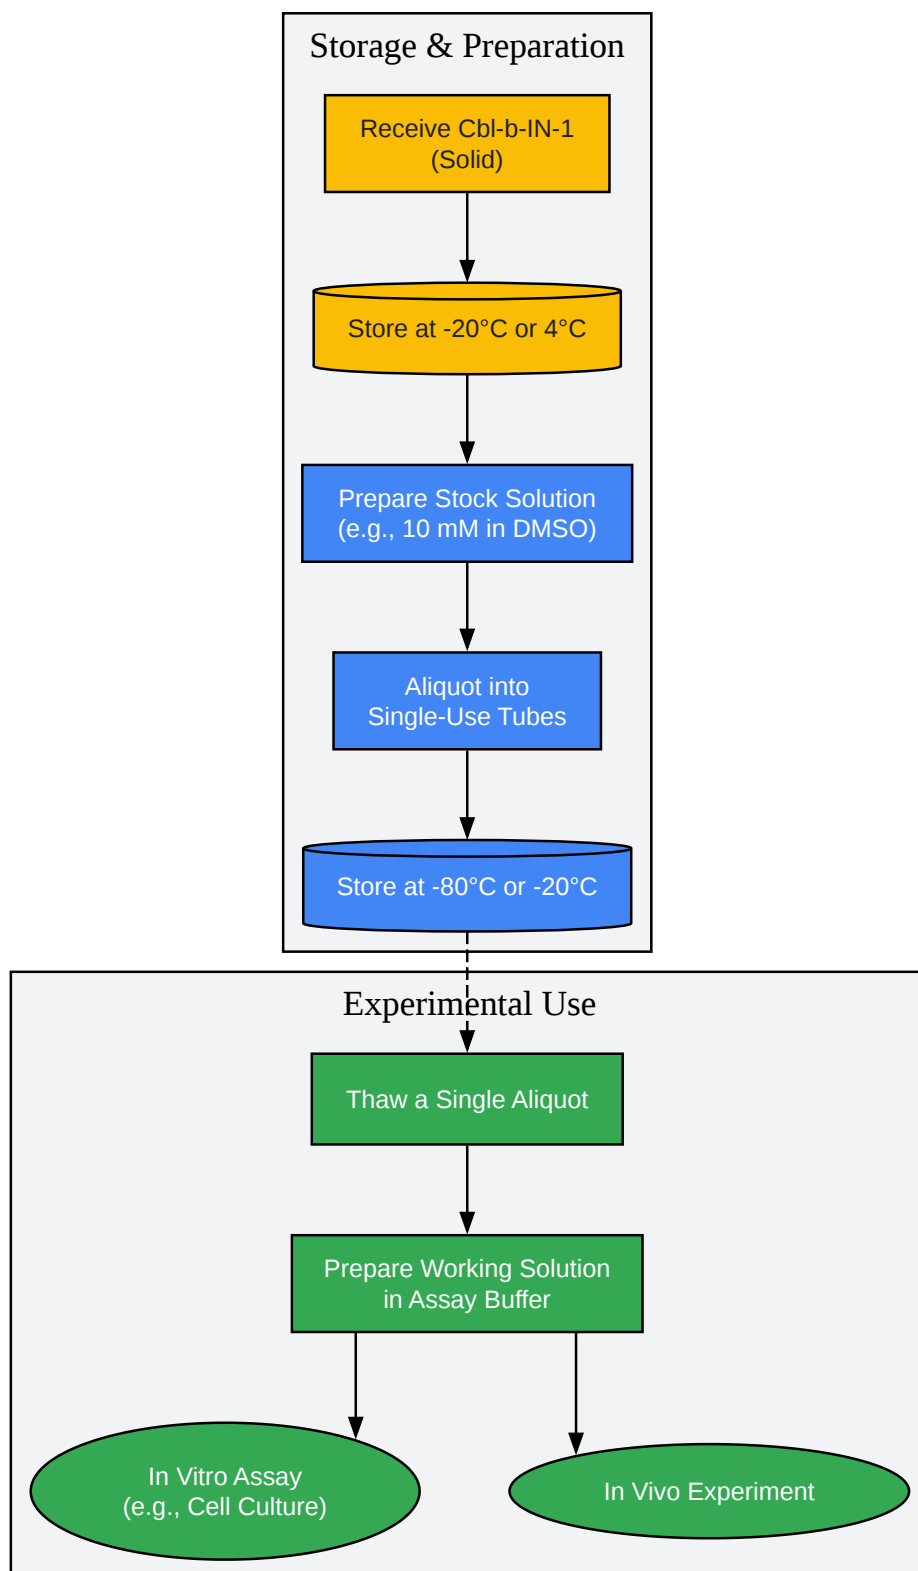 Storage & Preparation
Receive Cbl-b-IN-1
(Solid)
Store at -20°C or 4°C
Prepare Stock Solution
(e.g., 10 mM in DMSO)
Aliquot into
Single-Use Tubes
Store at -80°C or -20°C
Experimental Use
Thaw a Single Aliquot
Prepare Working Solution
in Assay Buffer
In Vitro Assay
(e.g., Cell Culture)
In Vivo Experiment